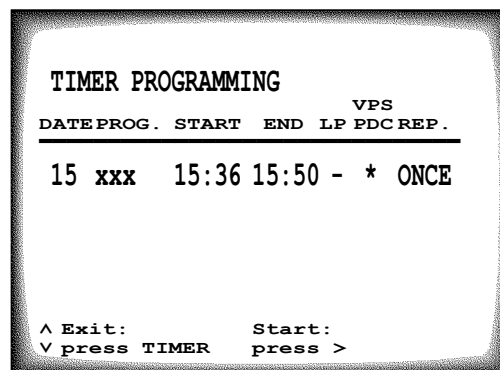 TIMER PROGRAMMING
VPS
DATE PROG. START END LP PDC REP.
15 xxx 15:36 15:50 - * ONCE
^ Exit: Start:
v press TIMER press >